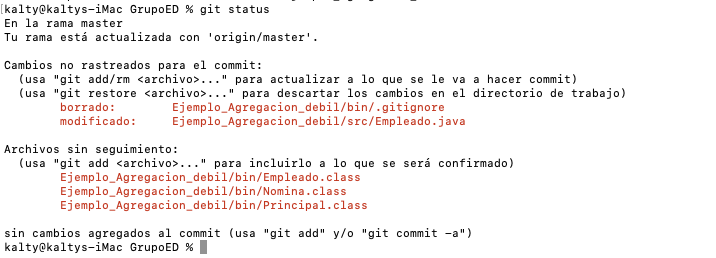 kalty@kaltys-iMac GrupoED % git status
En la rama master
Tu rama está actualizada con 'origin/master'.
Cambios no rastreados para el commit:
(usa "git add/rm <archivo>..." para actualizar a lo que se le va a hacer commit)
(usa "git restore <archivo>..." para descartar los cambios en el directorio de trabajo)
borrado: Ejemplo_Agregacion_debil/bin/.gitignore
modificado: Ejemplo_Agregacion_debil/src/Empleado.java
Archivos sin seguimiento:
(usa "git add <archivo>..." para incluirlo a lo que se será confirmado)
Ejemplo_Agregacion_debil/bin/Empleado.class
Ejemplo_Agregacion_debil/bin/Nomina.class
Ejemplo_Agregacion_debil/bin/Principal.class
sin cambios agregados al commit (usa "git add" y/o "git commit -a")
kalty@kaltys-iMac GrupoED %